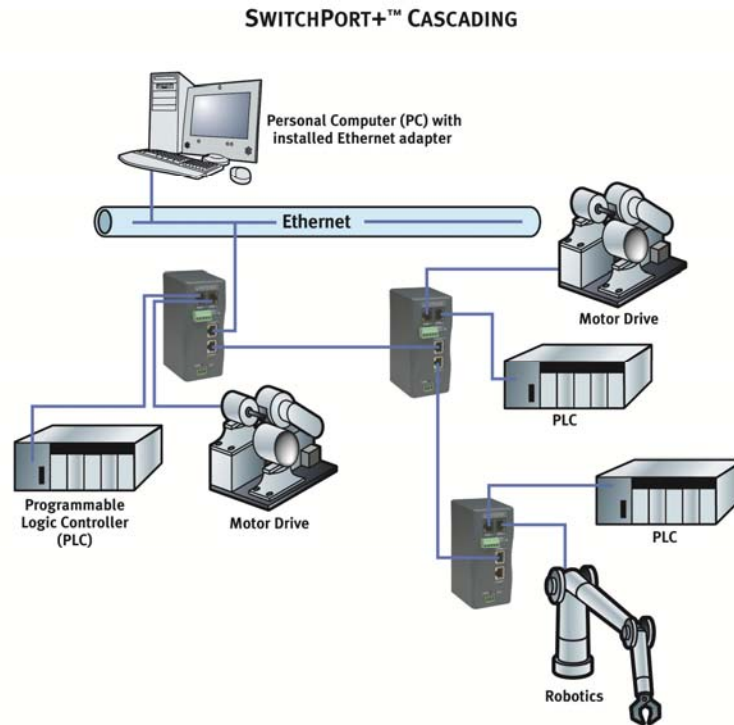 SWITCHPORT+™ CASCADING
Personal Computer (PC) with
installed Ethernet adapter
Ethernet
Motor Drive
PLC
Programmable
Logic Controller
(PLC)
Motor Drive
PLC
Robotics